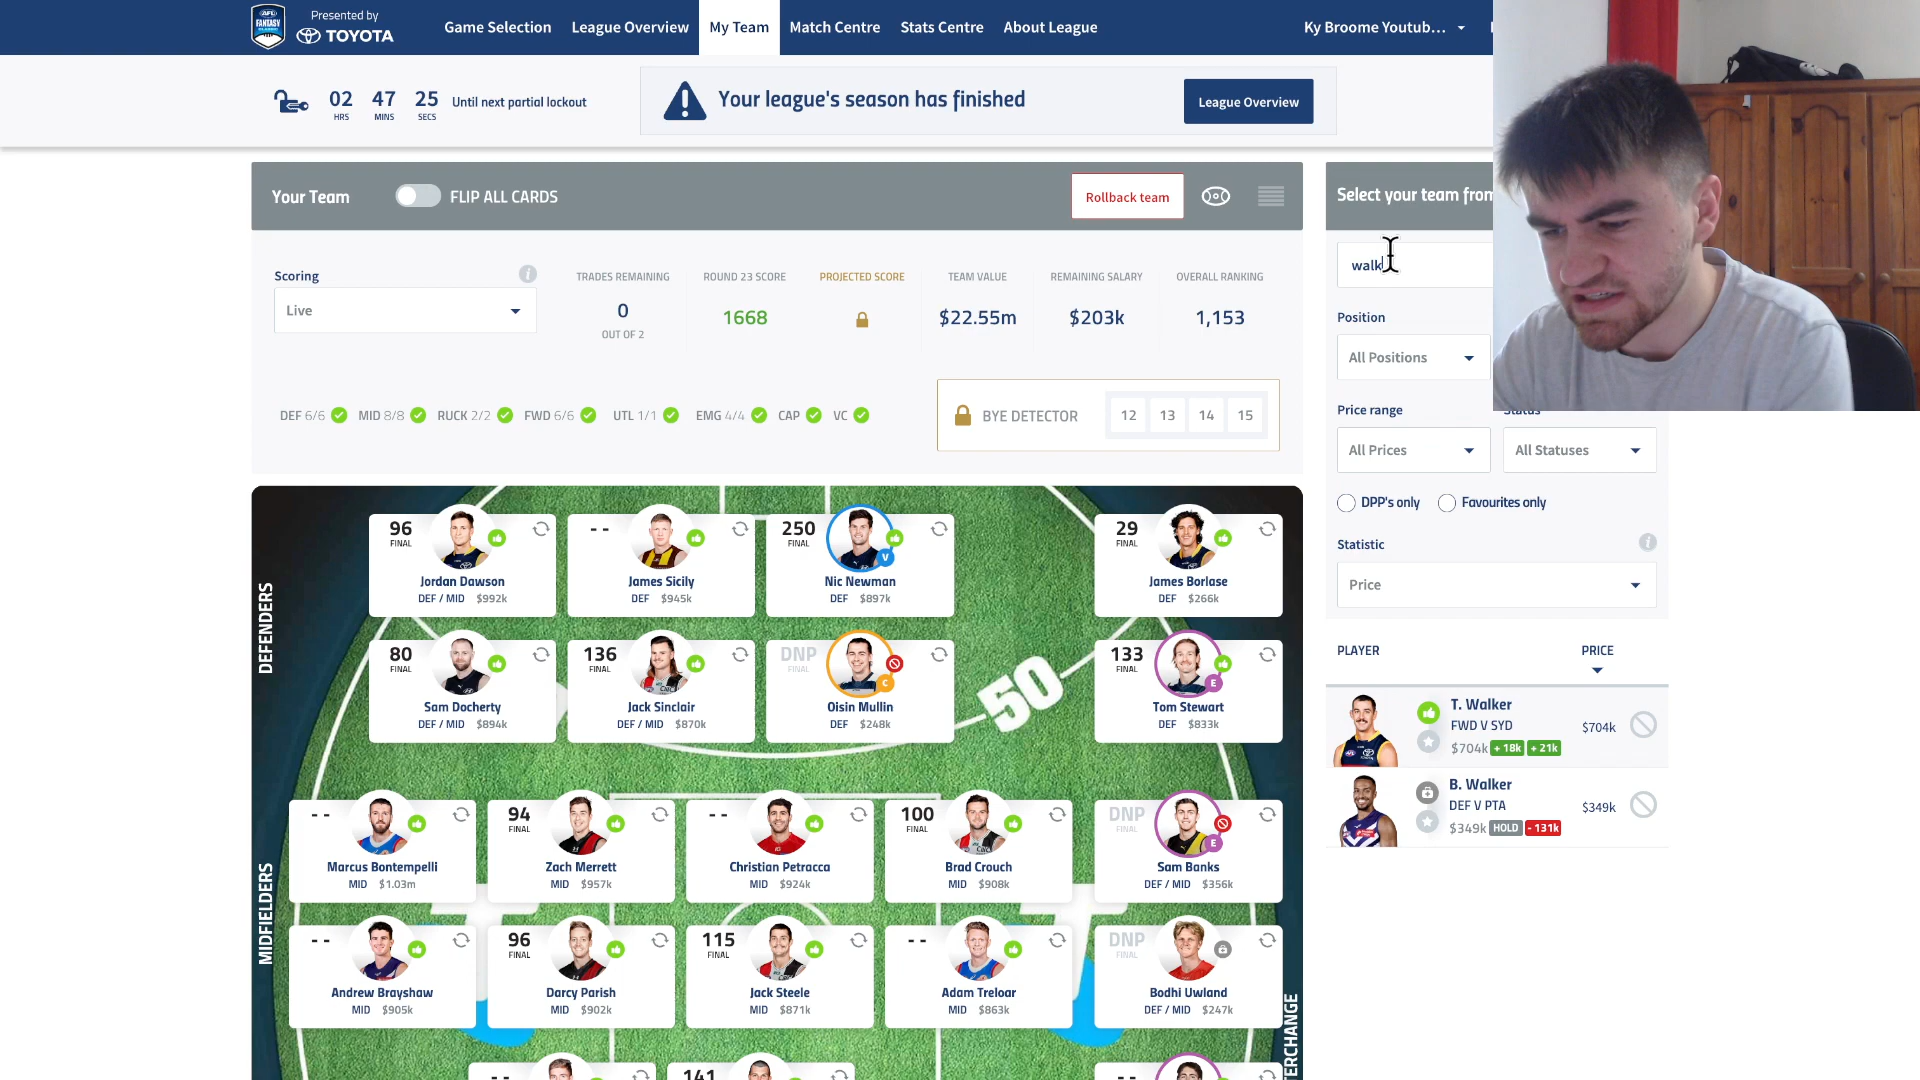 AFL FANTASY CLASSIC
Presented by
TOYOTA
Game Selection League Overview My Team Match Centre Stats Centre About League
Ky Broome Youtub...
02 47 25 Until next partial lockout
HRS MINS SECS
Your league's season has finished
League Overview
Your Team
FLIP ALL CARDS
Rollback team
Scoring
Live
TRADES REMAINING ROUND 23 SCORE PROJECTED SCORE TEAM VALUE REMAINING SALARY OVERALL RANKING
0 1668 $22.55m $203k 1,153
OUT OF 2
DEF 6/6 MID 8/8 RUCK 2/2 FWD 6/6 UTL 1/1 EMG 4/4 CAP VC
BYE DETECTOR 12 13 14 15
DEFENDERS
96 FINAL
Jordan Dawson
DEF / MID $992k
- -
James Sicily
DEF $945k
250 FINAL
V
Nic Newman
DEF $897k
29 FINAL
James Borlase
DEF $266k
80 FINAL
Sam Docherty
DEF / MID $894k
136 FINAL
Jack Sinclair
DEF / MID $870k
DNP FINAL
C
Oisin Mullin
DEF $248k
50
133 FINAL
E
Tom Stewart
DEF $833k
MIDFIELDERS
- -
Marcus Bontempelli
MID $1.03m
94 FINAL
Zach Merrett
MID $957k
- -
Christian Petracca
MID $924k
100 FINAL
Brad Crouch
MID $908k
DNP FINAL
E
Sam Banks
DEF / MID $356k
- -
Andrew Brayshaw
MID $905k
96 FINAL
Darcy Parish
MID $902k
115 FINAL
Jack Steele
MID $871k
- -
Adam Treloar
MID $863k
DNP FINAL
Bodhi Uwland
DEF / MID $247k
- -
141
- -
ERCHANGE
Select your team from
walk
Position
All Positions
Price range
Status
All Prices
All Statuses
DPP's only
Favourites only
Statistic
Price
PLAYER PRICE
T. Walker
FWD V SYD
$704k + 18k + 21k
$704k
B. Walker
DEF V PTA
$349k HOLD - 131k
$349k